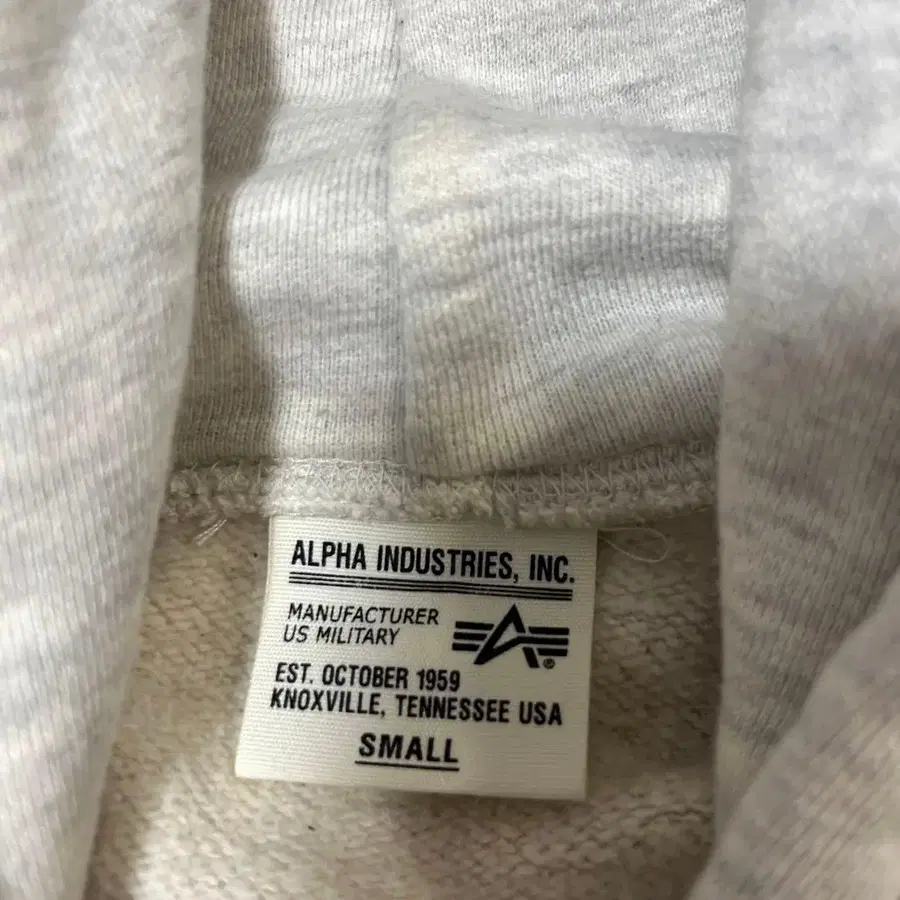 ALPHA INDUSTRIES, INC.
MANUFACTURER
US MILITARY
®
EST. OCTOBER 1959
KNOXVILLE, TENNESSEE USA
SMALL